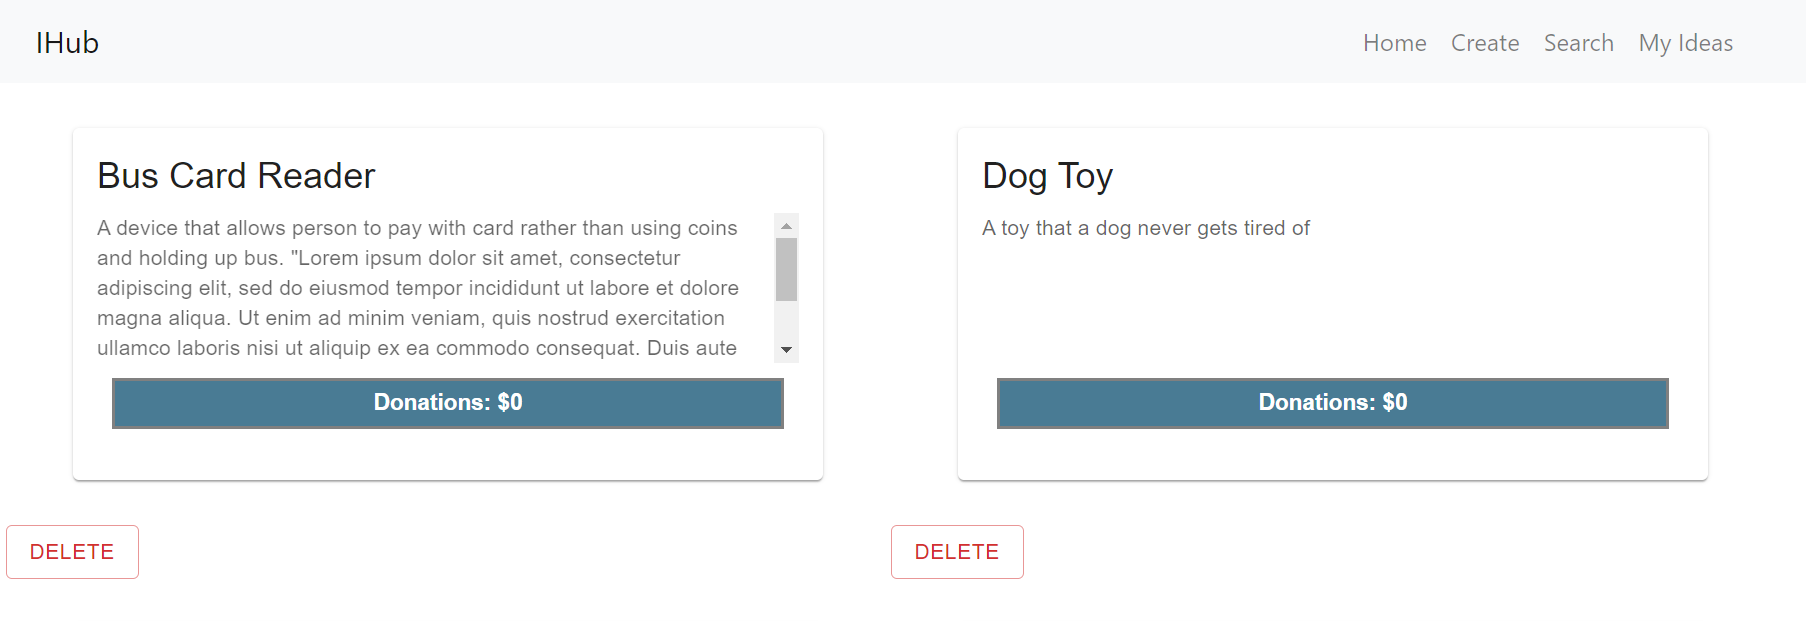 IHub
Home Create Search My Ideas
Bus Card Reader
A device that allows person to pay with card rather than using coins
and holding up bus. "Lorem ipsum dolor sit amet, consectetur
adipiscing elit, sed do eiusmod tempor incididunt ut labore et dolore
magna aliqua. Ut enim ad minim veniam, quis nostrud exercitation
ullamco laboris nisi ut aliquip ex ea commodo consequat. Duis aute
Donations: $0
DELETE
Dog Toy
A toy that a dog never gets tired of
Donations: $0
DELETE